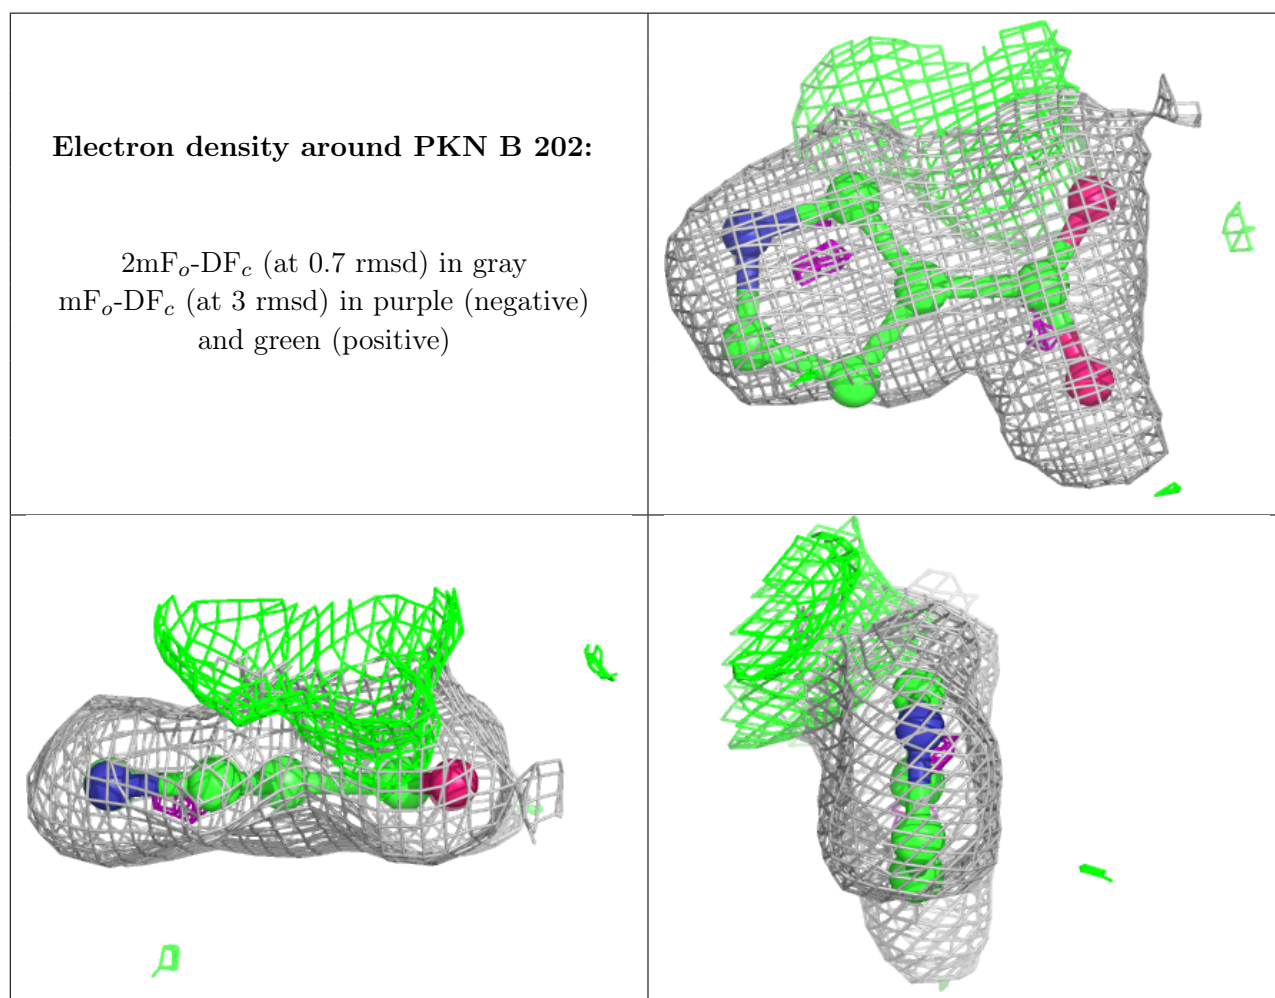 Electron density around PKN B 202:
2mFₒ-DF𝒸 (at 0.7 rmsd) in gray
mFₒ-DF𝒸 (at 3 rmsd) in purple (negative)
and green (positive)